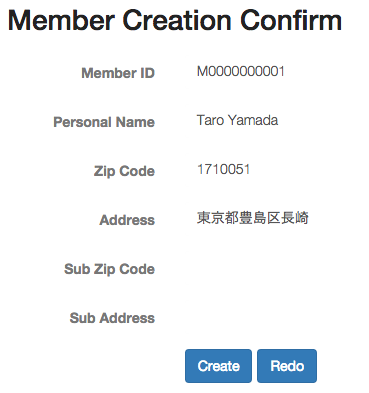 Member Creation Confirm
Member ID M0000000001
Personal Name Taro Yamada
Zip Code 1710051
Address 東京都豊島区長崎
Sub Zip Code
Sub Address
Create Redo